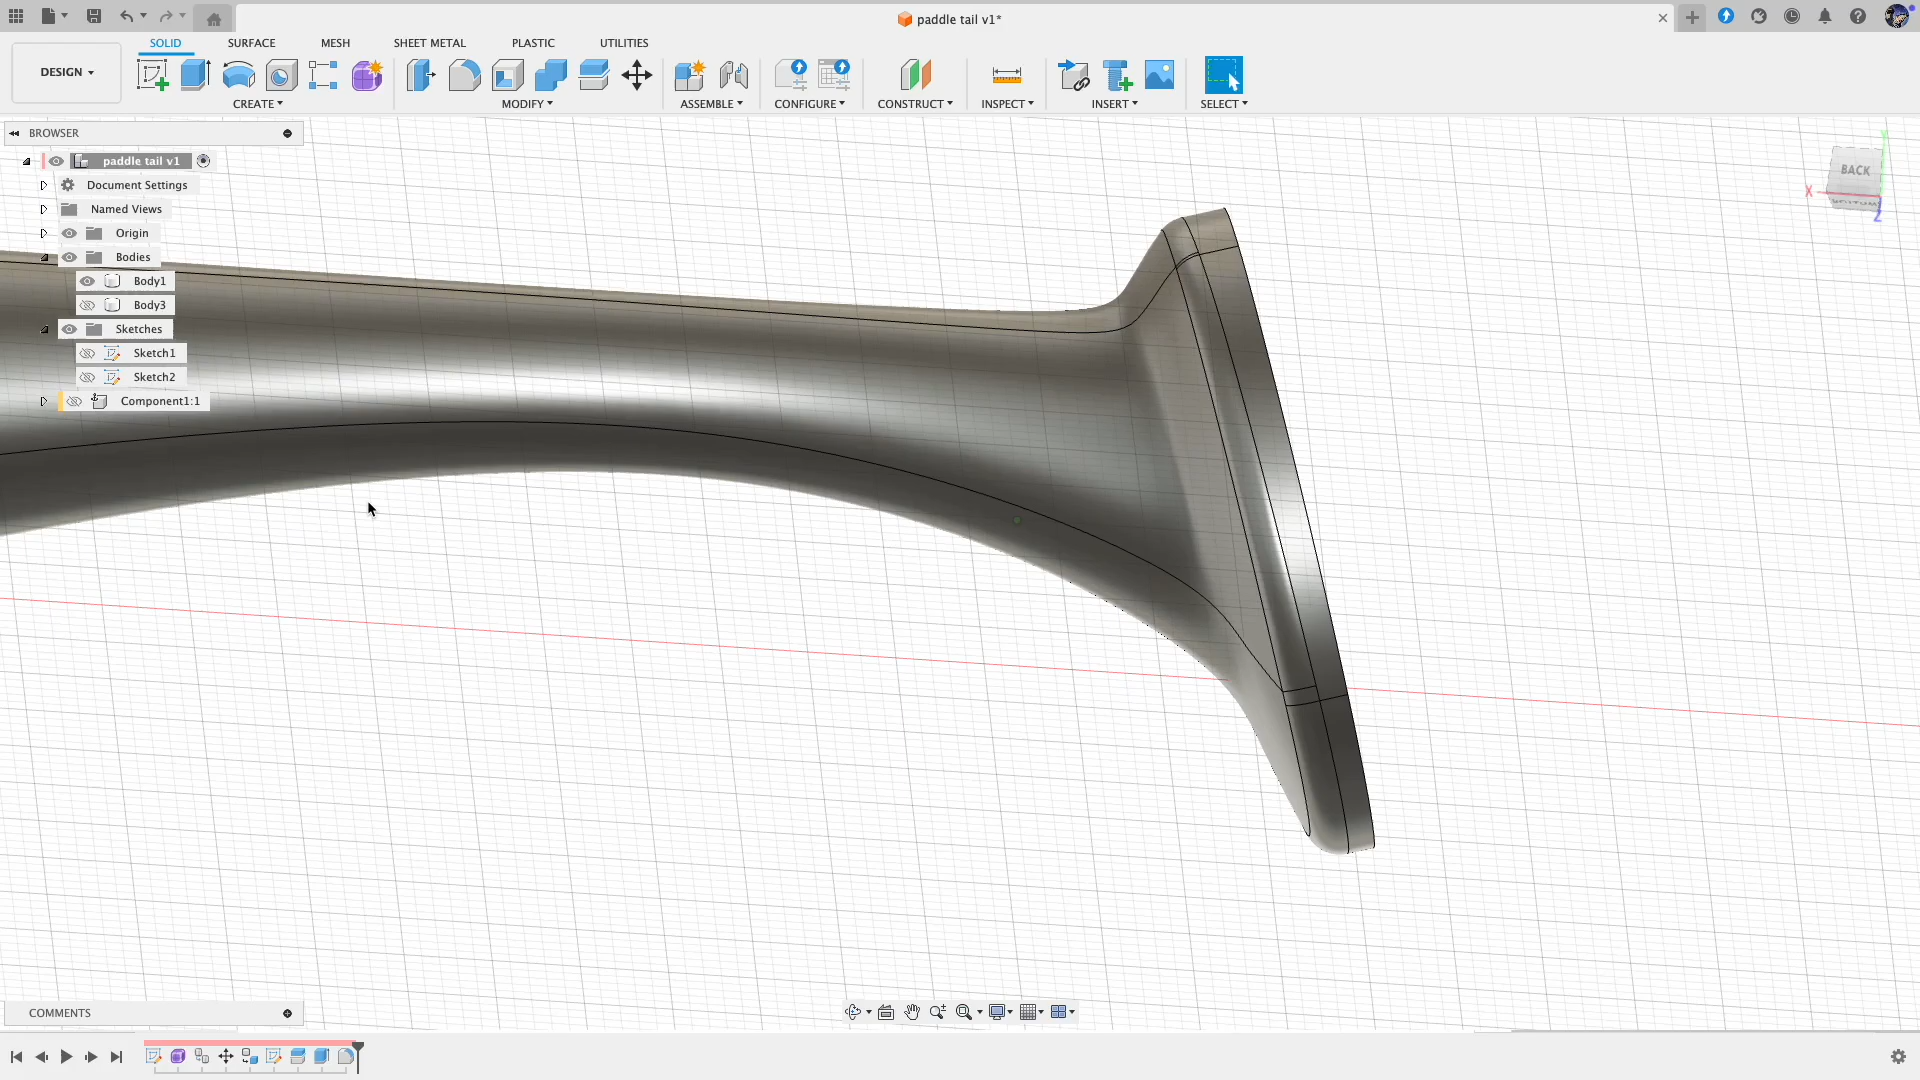 paddle tail v1*
SOLID SURFACE MESH SHEET METAL PLASTIC UTILITIES
DESIGN
CREATE MODIFY ASSEMBLE CONFIGURE CONSTRUCT INSPECT INSERT SELECT
BROWSER
paddle tail v1
Document Settings
Named Views
Origin
Bodies
Body1
Body3
Sketches
Sketch1
Sketch2
Component1:1
Y
BACK
X
BOTTOM
Z
COMMENTS